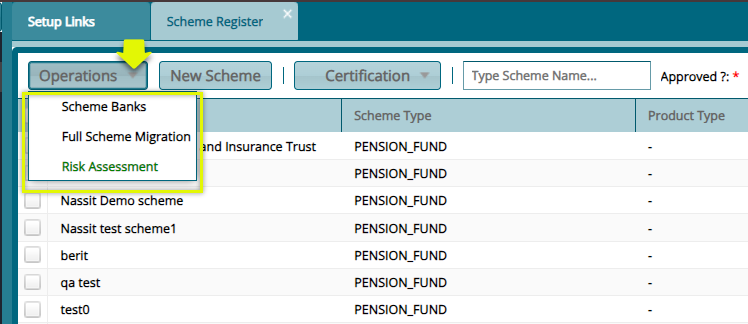 Setup Links
Scheme Register
Operations
New Scheme
Certification
Type Scheme Name...
Approved ?: *
Scheme Banks
Full Scheme Migration
Risk Assessment
Scheme Type
Product Type
and Insurance Trust PENSION_FUND -
PENSION_FUND -
Nassit Demo scheme PENSION_FUND -
Nassit test scheme1 PENSION_FUND -
berit PENSION_FUND -
qa test PENSION_FUND -
test0 PENSION_FUND -